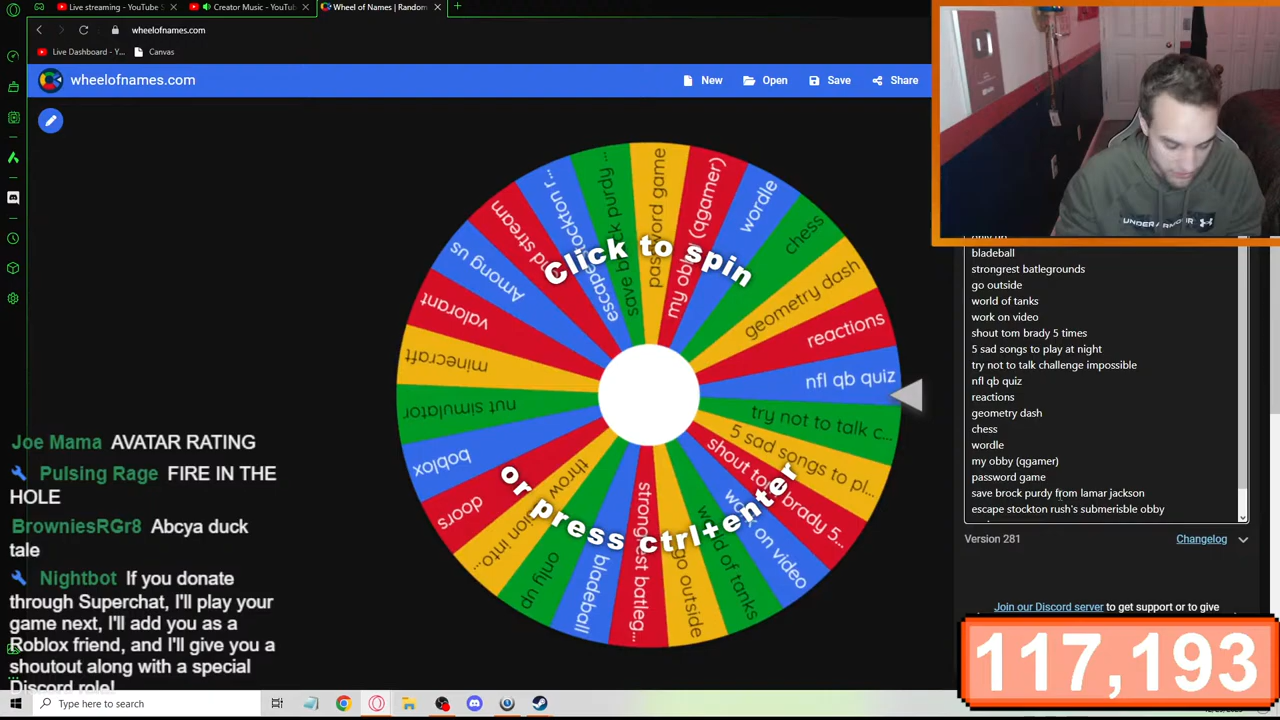 Live streaming - YouTube S
Creator Music - YouTub
Wheel of Names | Random
wheelofnames.com
Live Dashboard - Y...
Canvas
wheelofnames.com
New
Open
Save
Share
password game
my obby (qgamer)
wordle
chess
geometry dash
reactions
nfl qb quiz
try not to talk c...
5 sad songs to pl...
shout tom brady 5...
work on video
world of tanks
go outside
strongest batleg...
bladeball
only up
throw
doors
roblox
nut simulator
minecraft
valorant
Among us
stream
Click to spin
or press ctrl+enter
UNDER ARMOUR
bladeball
strongest batlegrounds
go outside
world of tanks
work on video
shout tom brady 5 times
5 sad songs to play at night
try not to talk challenge impossible
nfl qb quiz
reactions
geometry dash
chess
wordle
my obby (qgamer)
password game
save brock purdy from lamar jackson
escape stockton rush's submerisble obby
Version 281
Changelog
Join our Discord server to get support or to give
Joe Mama AVATAR RATING
Pulsing Rage FIRE IN THE
HOLE
BrowniesRGr8 Abcya duck
tale
Nightbot If you donate
through Superchat, I'll play your
game next, I'll add you as a
Roblox friend, and I'll give you a
shoutout along with a special
Discord role!
117,193
Type here to search